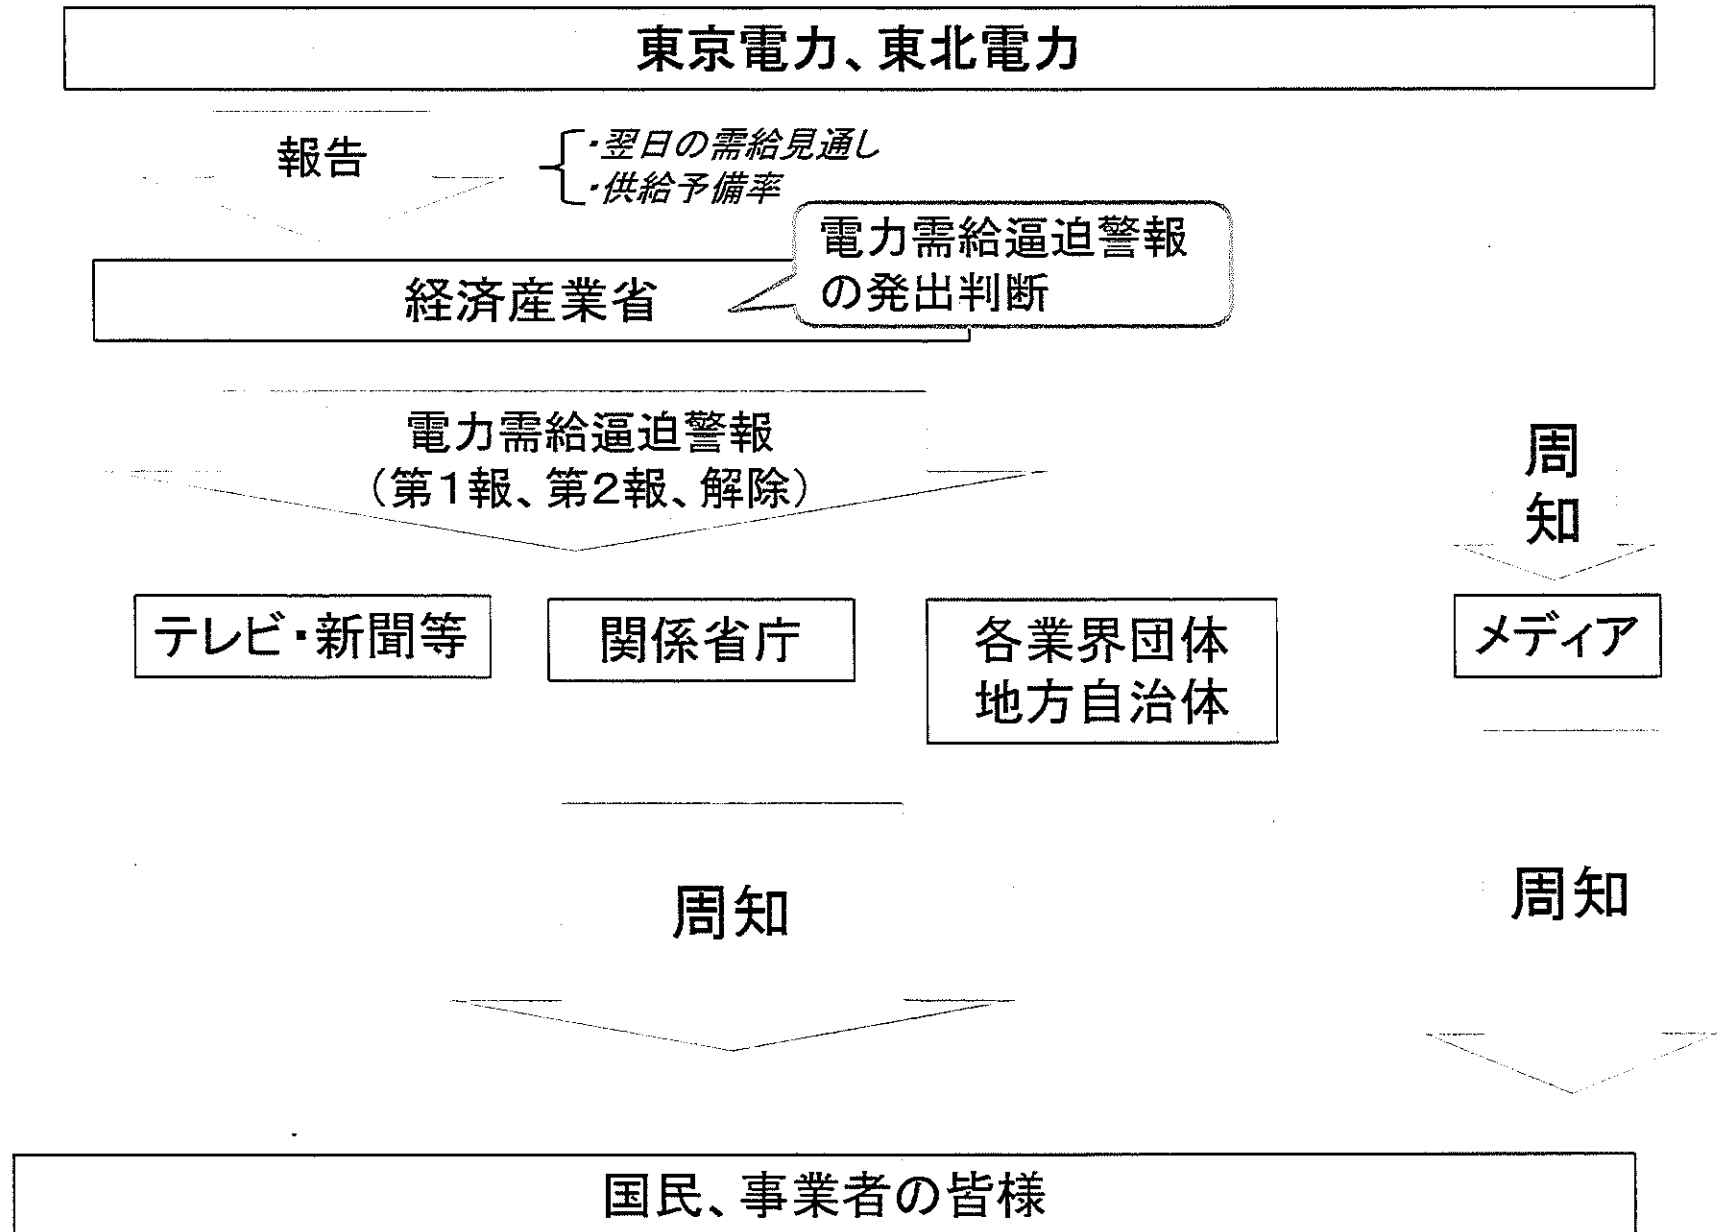 東京電力、東北電力
報告
・翌日の需給見通し
・供給予備率
電力需給逼迫警報
の発出判断
経済産業省
電力需給逼迫警報
(第1報、第2報、解除)
周
知
テレビ・新聞等
関係省庁
各業界団体
地方自治体
メディア
周知
周知
国民、事業者の皆様